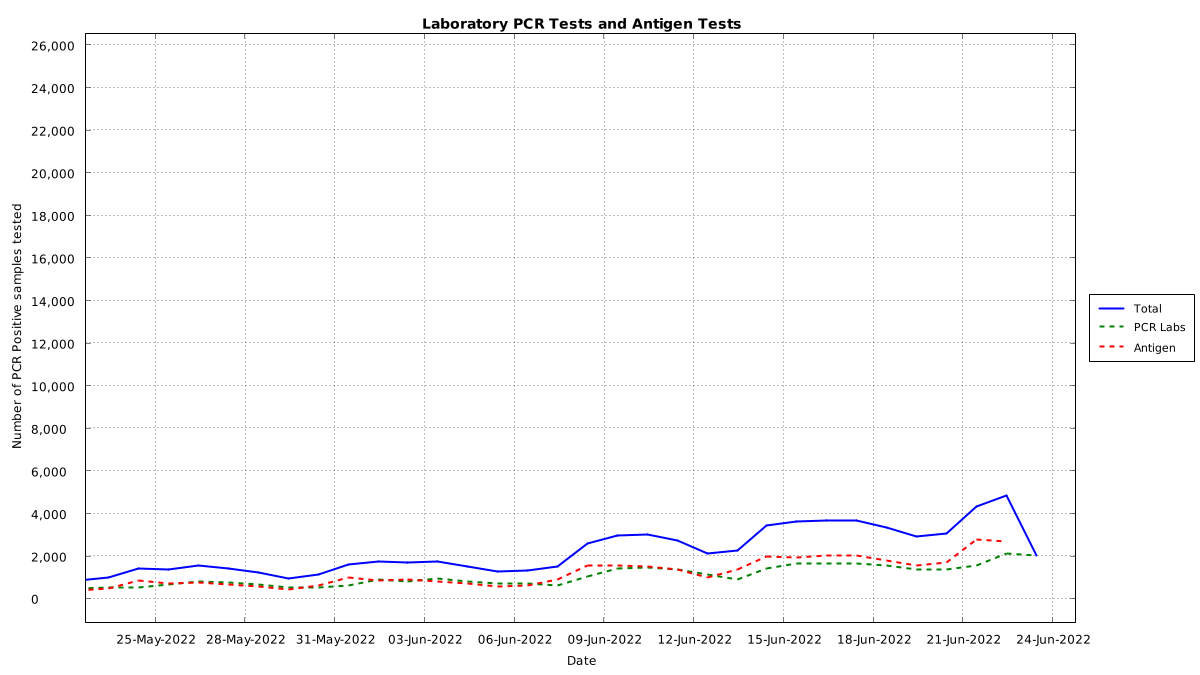 Laboratory PCR Tests and Antigen Tests
Number of PCR Positive samples tested
26,000
24,000
22,000
20,000
18,000
16,000
14,000
12,000
10,000
8,000
6,000
4,000
2,000
0
25-May-2022 28-May-2022 31-May-2022 03-Jun-2022 06-Jun-2022 09-Jun-2022 12-Jun-2022 15-Jun-2022 18-Jun-2022 21-Jun-2022 24-Jun-2022
Date
Total
PCR Labs
Antigen